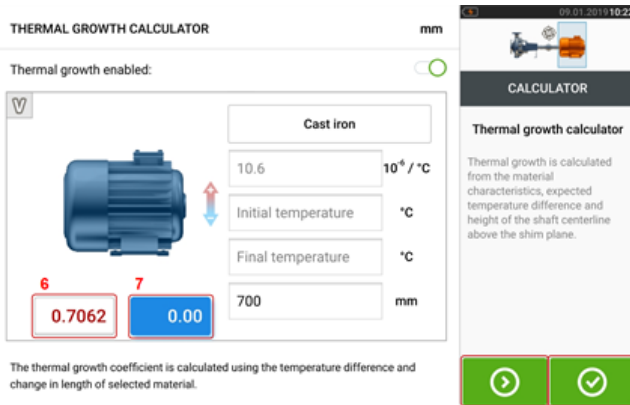 THERMAL GROWTH CALCULATOR
mm
09.01.2019 10:22
Thermal growth enabled:
V
Cast iron
10.6
10⁻⁶ / °C
Initial temperature
°C
Final temperature
°C
700
mm
6
7
0.7062
0.00
The thermal growth coefficient is calculated using the temperature difference and
change in length of selected material.
CALCULATOR
Thermal growth calculator
Thermal growth is calculated
from the material
characteristics, expected
temperature difference and
height of the shaft centerline
above the shim plane.